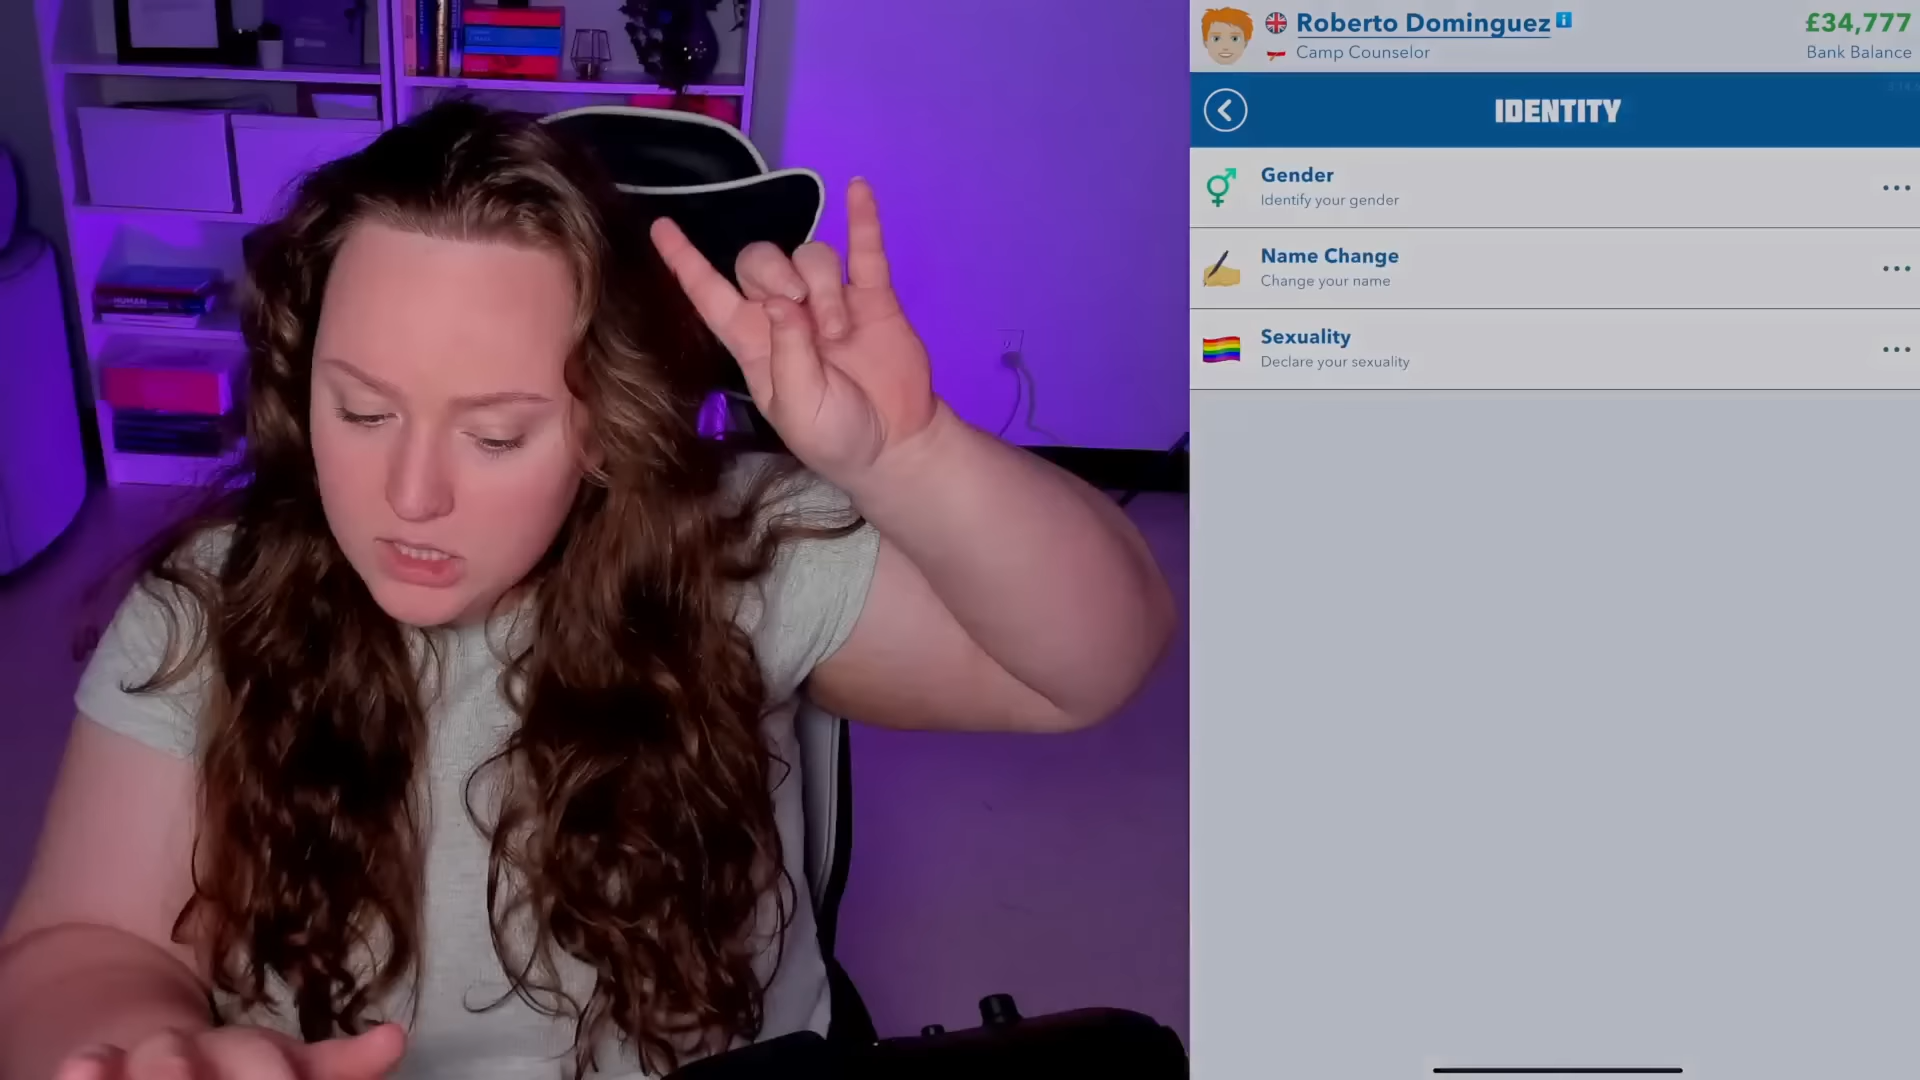 Roberto Dominguez
£34,777
Camp Counselor
Bank Balance
IDENTITY
Gender
Identify your gender
Name Change
Change your name
Sexuality
Declare your sexuality
HUMAN